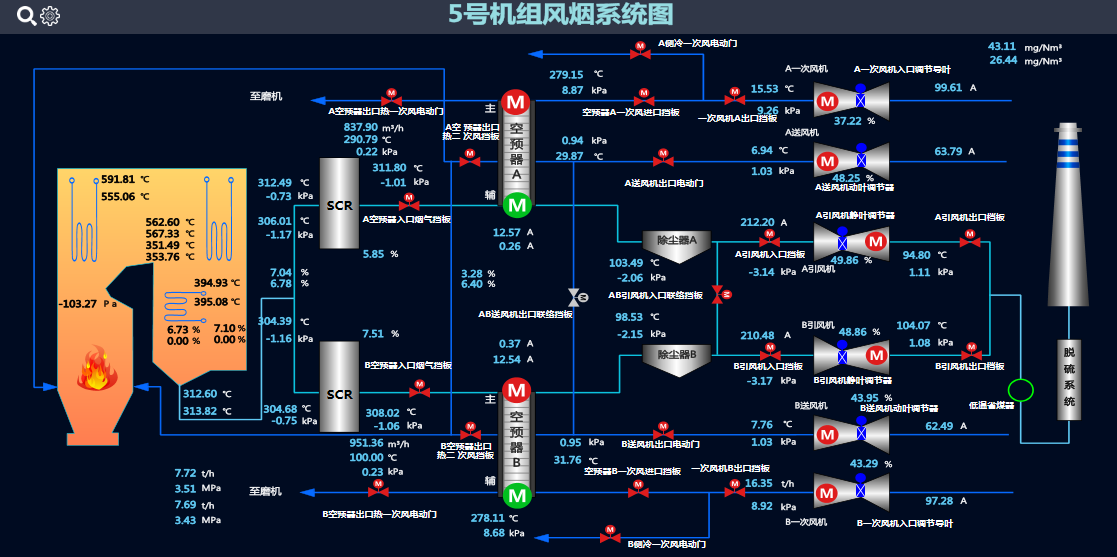 5号机组风烟系统图
A侧冷一次风电动门
43.11 mg/Nm³
26.44 mg/Nm³
279.15 ℃
8.87 kPa
A一次风机
A一次风机入口调节导叶
15.53 ℃
99.61 A
至磨机
A空预器出口热一次风电动门
主
M
空预器A一次风进口挡板
9.26 kPa
一次风机A出口挡板
37.22 %
837.90 m³/h
290.79 ℃
0.22 kPa
A空 预器出口
热二 次风挡板
空预器A
0.94 kPa
29.87 ℃
A送风机
6.94 ℃
1.03 kPa
63.79 A
48.25 %
A送风机出口电动门
A送风机动叶调节器
311.80 ℃
-1.01 kPa
辅
M
591.81 ℃
555.06 ℃
312.49 ℃
-0.73 kPa
SCR
A空预器入口烟气挡板
562.60 ℃
567.33 ℃
351.49 ℃
353.76 ℃
306.01 ℃
-1.17 kPa
12.57 A
0.26 A
除尘器A
212.20 A
A引风机静叶调节器
A引风机出口档板
A引风机入口挡板
49.86 %
94.80 ℃
1.11 kPa
5.85 %
103.49 ℃
-2.06 kPa
-3.14 kPa
A引风机
7.04 %
6.78 %
3.28 %
6.40 %
394.93 ℃
395.08 ℃
-103.27 Pa
AB引风机入口联络挡板
AB送风机出口联络挡板
304.39 ℃
-1.16 kPa
98.53 ℃
-2.15 kPa
6.73 % 7.10 %
0.00 % 0.00 %
7.51 %
0.37 A
12.54 A
210.48 A
B引风机
48.86 %
104.07 ℃
1.08 kPa
除尘器B
SCR
B空预器入口烟气挡板
B引风机入口挡板
B引风机静叶调节器
B引风机出口档板
-3.17 kPa
脱硫系统
312.60 ℃
313.82 ℃
304.68 ℃
-0.75 kPa
308.02 ℃
-1.06 kPa
主
M
43.95 %
B送风机
B送风机动叶调节器
低温省煤器
7.76 ℃
1.03 kPa
62.49 A
951.36 m³/h
100.00 ℃
0.23 kPa
B空预器出口
热二 次风挡板
空预器B
0.95 kPa
31.76 ℃
B送风机出口电动门
43.29 %
7.72 t/h
3.51 MPa
7.69 t/h
3.43 MPa
至磨机
辅
M
空预器B一次风进口挡板
一次风机B出口挡板
16.35 t/h
8.92 kPa
97.28 A
B空预器出口热一次风电动门
278.11 ℃
8.68 kPa
B一次风机
B一次风机入口调节导叶
B侧冷一次风电动门